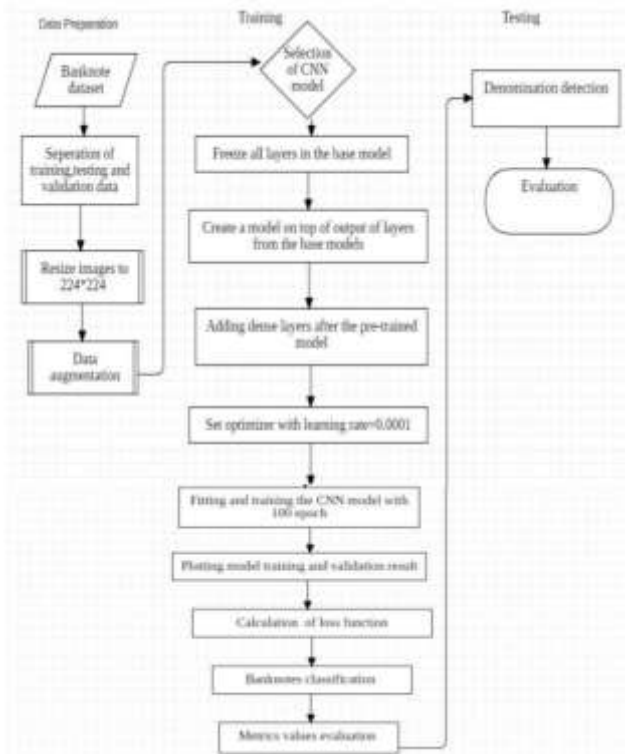 Data Preparation
Banknote
dataset
Seperation of
training,testing and
validation data
Resize images to
224*224
Data
augmentation
Training
Selection
of CNN
model
Freeze all layers in the base model
Create a model on top of output of layers
from the base models
Adding dense layers after the pre-trained
model
Set optimizer with learning rate=0.0001
Fitting and training the CNN model with
100 epoch
Plotting model training and validation result
Calculation of loss function
Banknotes classification
Metrics values evaluation
Testing
Denomination detection
Evaluation